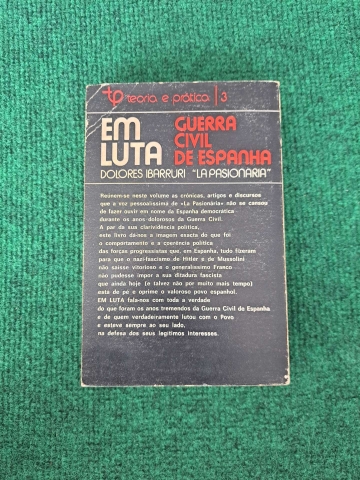 tp teoria e prática | 3
EM LUTA
GUERRA CIVIL DE ESPANHA
DOLORES IBARRURI "LA PASIONARIA"
Reúnem-se neste volume as crónicas, artigos e discursos
que a voz pessoalíssima de «La Pasionária» não se cansou
de fazer ouvir em nome da Espanha democrática
durante os anos dolorosos da Guerra Civil.
A par da sua clarividência política,
este livro dá-nos a imagem exacta do que foi
o comportamento e a coerência política
das forças progressistas que, em Espanha, tudo fizeram
para que o nazi-fascismo de Hitler e de Mussolini
não saísse vitorioso e o generalíssimo Franco
não pudesse impor a sua ditadura fascista
que ainda hoje (e talvez não por muito mais tempo)
está de pé e oprime o valoroso povo espanhol.
EM LUTA fala-nos com toda a verdade
do que foram os anos tremendos da Guerra Civil de Espanha
e de quem verdadeiramente lutou com o Povo
e esteve sempre ao seu lado,
na defesa dos seus legítimos interesses.